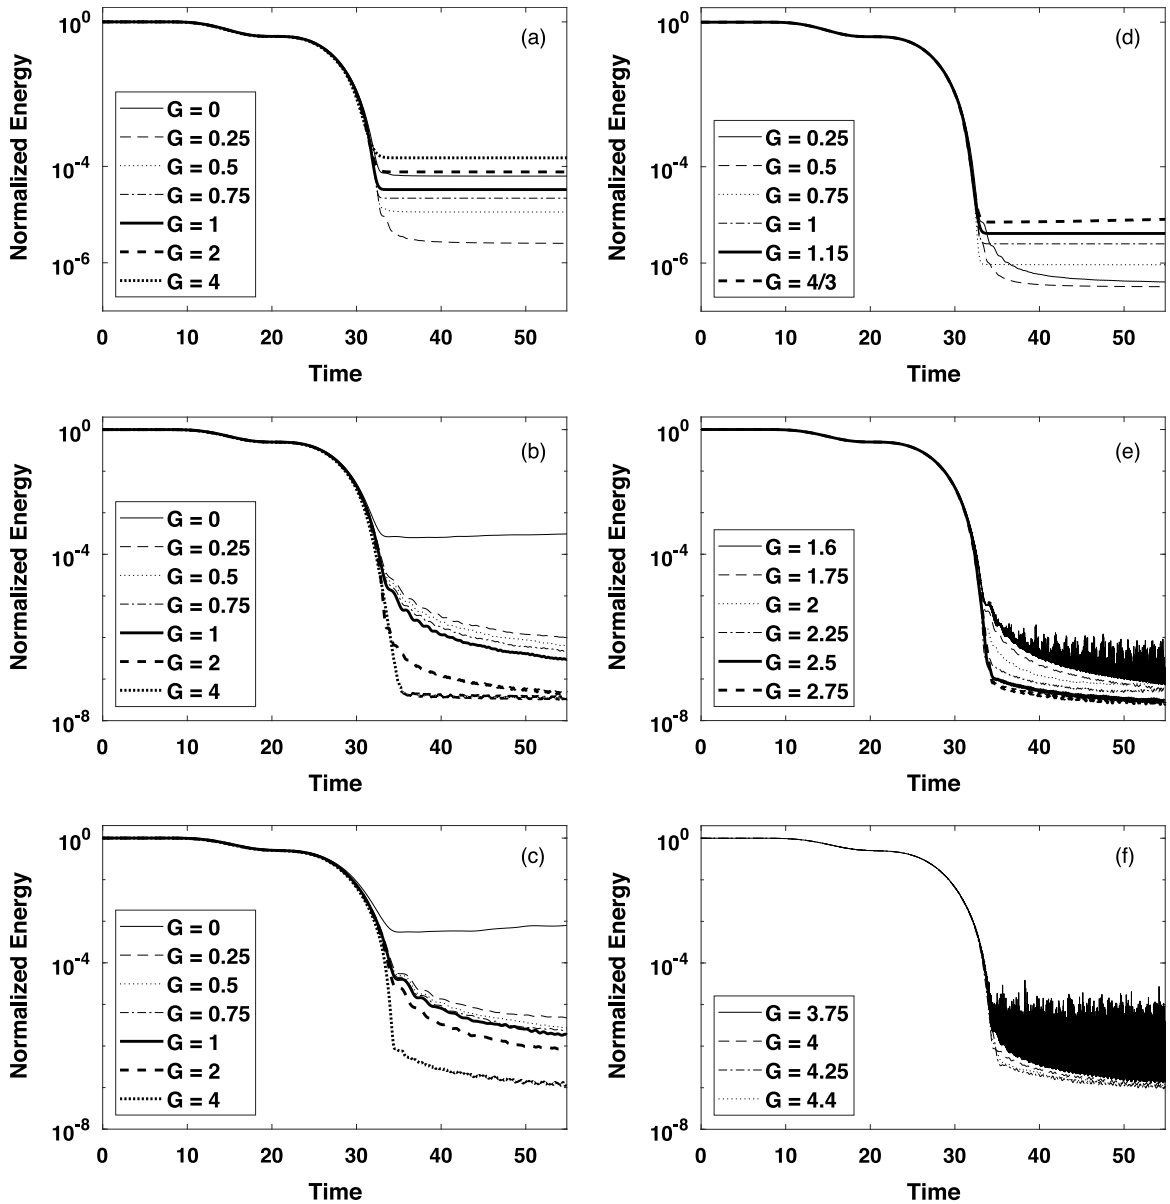 (a)
Normalized Energy
10^0
10^-4
10^-6
G = 0
G = 0.25
G = 0.5
G = 0.75
G = 1
G = 2
G = 4
0 10 20 30 40 50
Time
(d)
Normalized Energy
10^0
10^-4
10^-6
G = 0.25
G = 0.5
G = 0.75
G = 1
G = 1.15
G = 4/3
0 10 20 30 40 50
Time
(b)
Normalized Energy
10^0
10^-4
10^-8
G = 0
G = 0.25
G = 0.5
G = 0.75
G = 1
G = 2
G = 4
0 10 20 30 40 50
Time
(e)
Normalized Energy
10^0
10^-4
10^-8
G = 1.6
G = 1.75
G = 2
G = 2.25
G = 2.5
G = 2.75
0 10 20 30 40 50
Time
(c)
Normalized Energy
10^0
10^-4
10^-8
G = 0
G = 0.25
G = 0.5
G = 0.75
G = 1
G = 2
G = 4
0 10 20 30 40 50
Time
(f)
Normalized Energy
10^0
10^-4
10^-8
G = 3.75
G = 4
G = 4.25
G = 4.4
0 10 20 30 40 50
Time